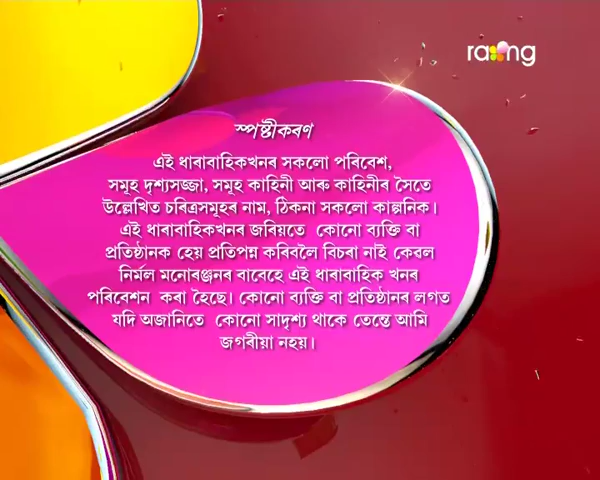 rang
স্পষ্টীকৰণ
এই ধাৰাবাহিকখনৰ সকলো পৰিবেশ,
সমূহ দৃশ্যসজ্জা, সমূহ কাহিনী আৰু কাহিনীৰ সৈতে
উল্লেখিত চৰিত্ৰসমূহৰ নাম, ঠিকনা সকলো কাল্পনিক।
এই ধাৰাবাহিকখনৰ জৰিয়তে কোনো ব্যক্তি বা
প্ৰতিষ্ঠানক হেয় প্ৰতিপন্ন কৰিবলৈ বিচৰা নাই কেৱল
নিৰ্মল মনোৰঞ্জনৰ বাবেহে এই ধাৰাবাহিক খনৰ
পৰিবেশন কৰা হৈছে। কোনো ব্যক্তি বা প্ৰতিষ্ঠানৰ লগত
যদি অজানিতে কোনো সাদৃশ্য থাকে তেন্তে আমি
জগৰীয়া নহয়।